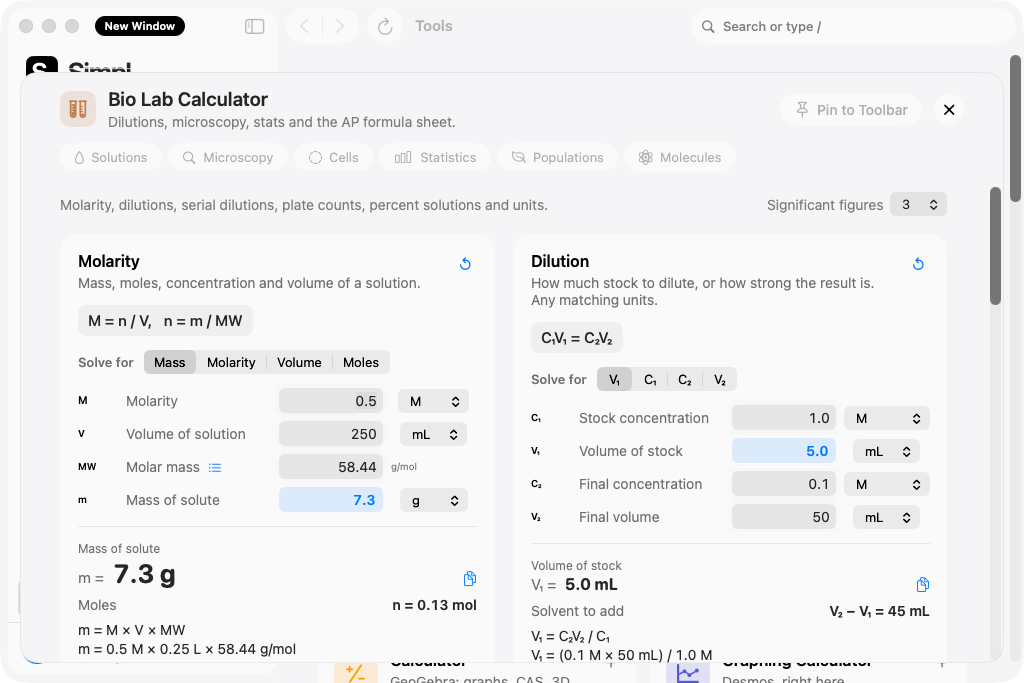 New Window
Tools
Search or type /
Bio Lab Calculator
Dilutions, microscopy, stats and the AP formula sheet.
Pin to Toolbar
Solutions
Microscopy
Cells
Statistics
Populations
Molecules
Molarity, dilutions, serial dilutions, plate counts, percent solutions and units.
Significant figures 3
Molarity
Mass, moles, concentration and volume of a solution.
M = n / V,   n = m / MW
Solve for Mass Molarity Volume Moles
M Molarity 0.5 M
V Volume of solution 250 mL
MW Molar mass 58.44 g/mol
m Mass of solute 7.3 g
Mass of solute
m = 7.3 g
Moles n = 0.13 mol
m = M × V × MW
m = 0.5 M × 0.25 L × 58.44 g/mol
Dilution
How much stock to dilute, or how strong the result is.
Any matching units.
C₁V₁ = C₂V₂
Solve for V₁ C₁ C₂ V₂
C₁ Stock concentration 1.0 M
V₁ Volume of stock 5.0 mL
C₂ Final concentration 0.1 M
V₂ Final volume 50 mL
Volume of stock
V₁ = 5.0 mL
Solvent to add V₂ − V₁ = 45 mL
V₁ = C₂V₂ / C₁
V₁ = (0.1 M × 50 mL) / 1.0 M
Calculator
GeoGebra: graphs, CAS, 3D
Graphing Calculator
Desmos, right here